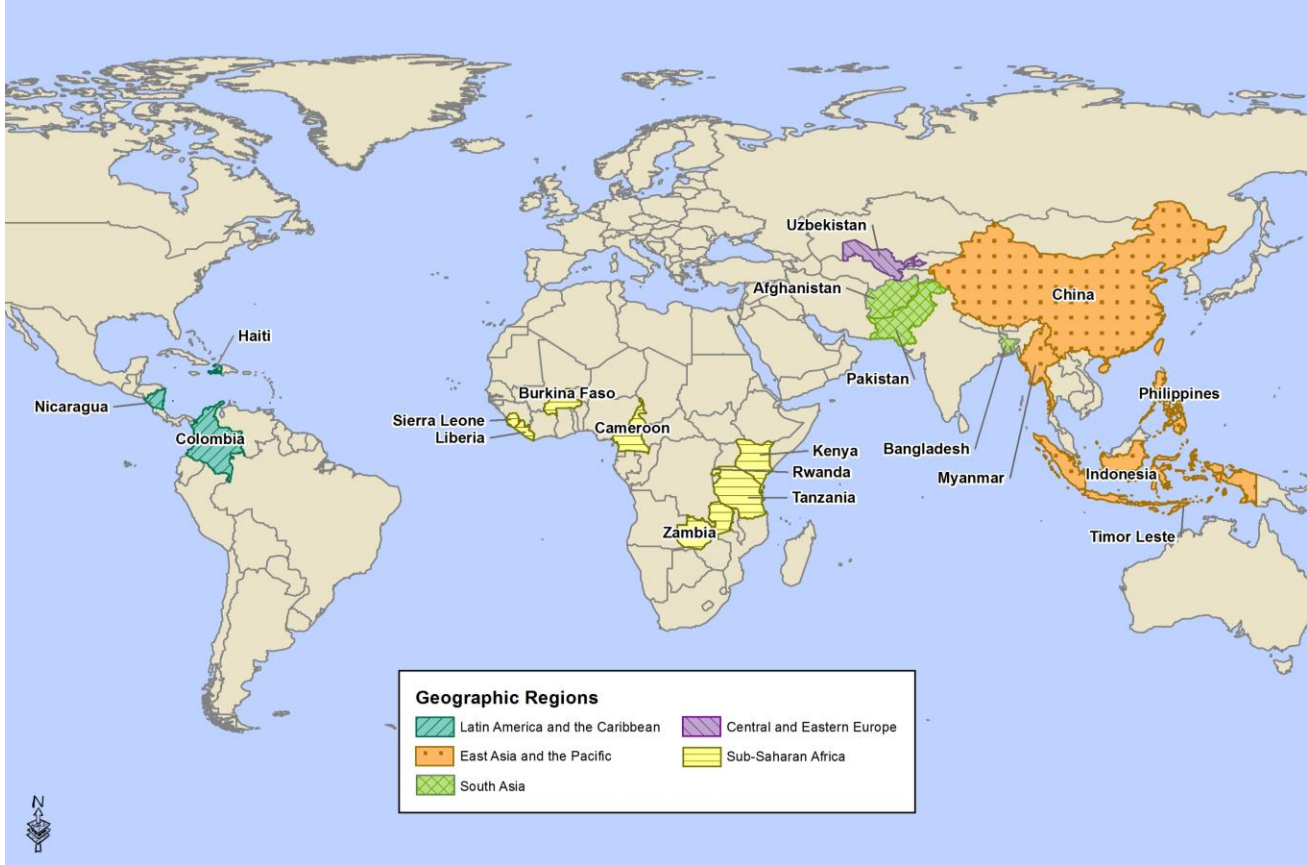 Uzbekistan
Afghanistan
China
Haiti
Pakistan
Burkina Faso
Philippines
Nicaragua
Sierra Leone
Cameroon
Colombia
Liberia
Kenya
Bangladesh
Rwanda
Myanmar
Indonesia
Tanzania
Zambia
Timor Leste
Geographic Regions
Latin America and the Caribbean
Central and Eastern Europe
East Asia and the Pacific
Sub-Saharan Africa
South Asia
N